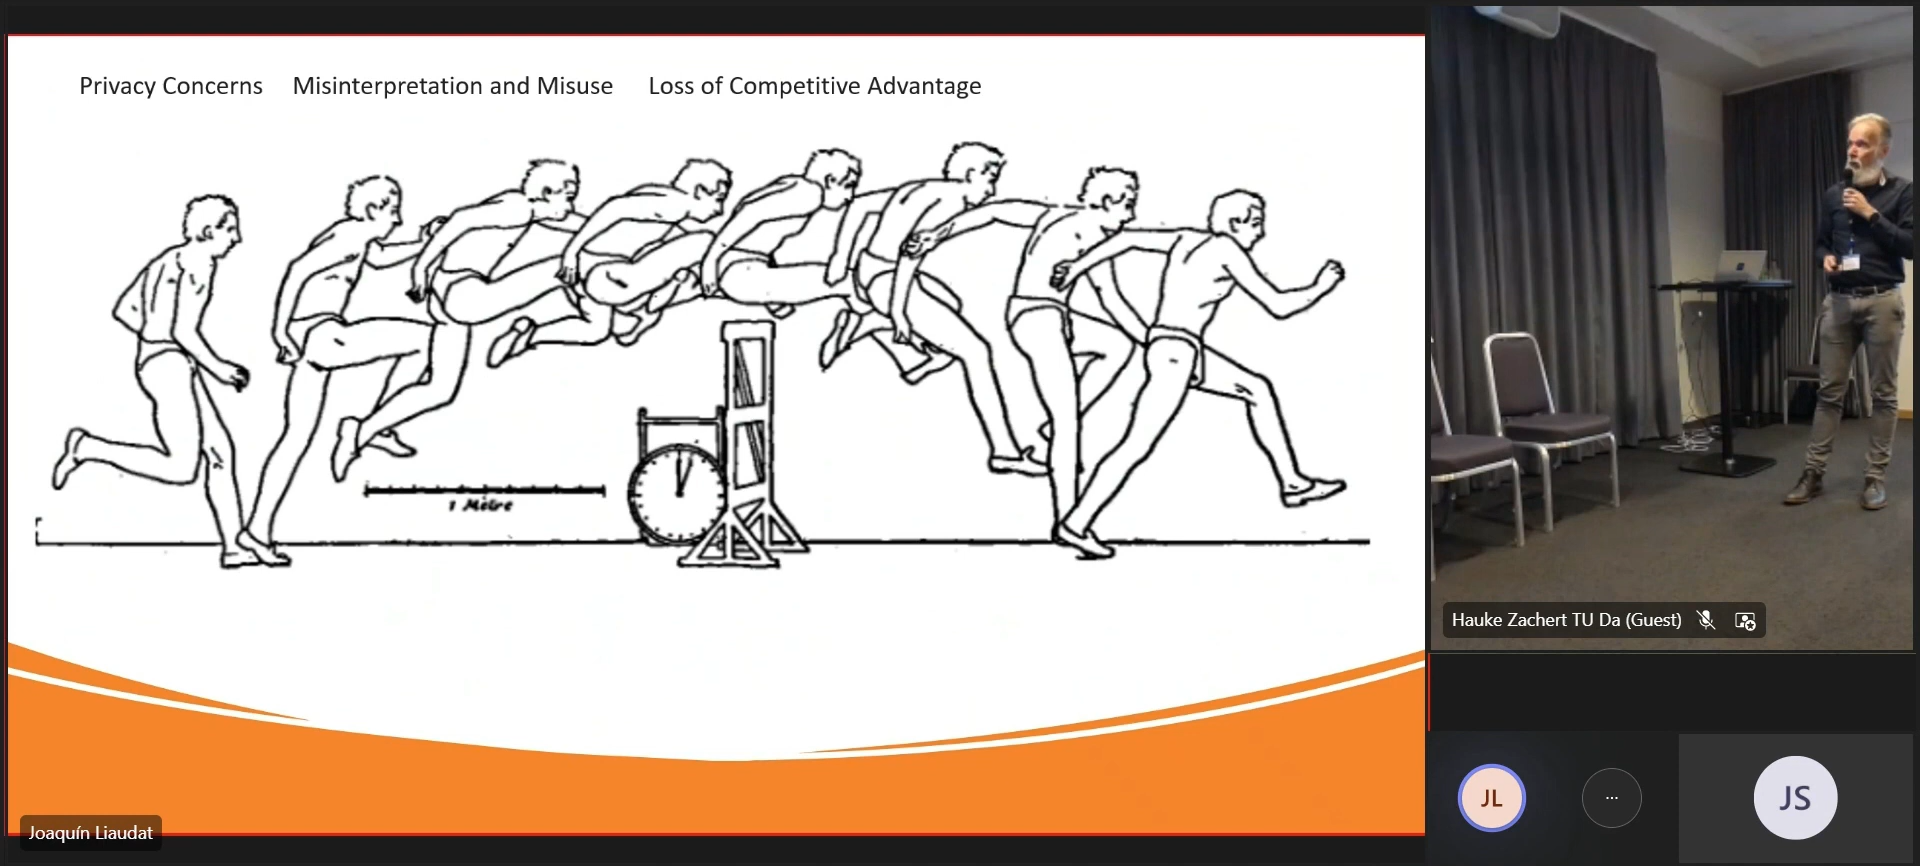 Privacy Concerns Misinterpretation and Misuse Loss of Competitive Advantage
1 Mètre
Joaquín Liaudat
Hauke Zachert TU Da (Guest)
JL
...
JS